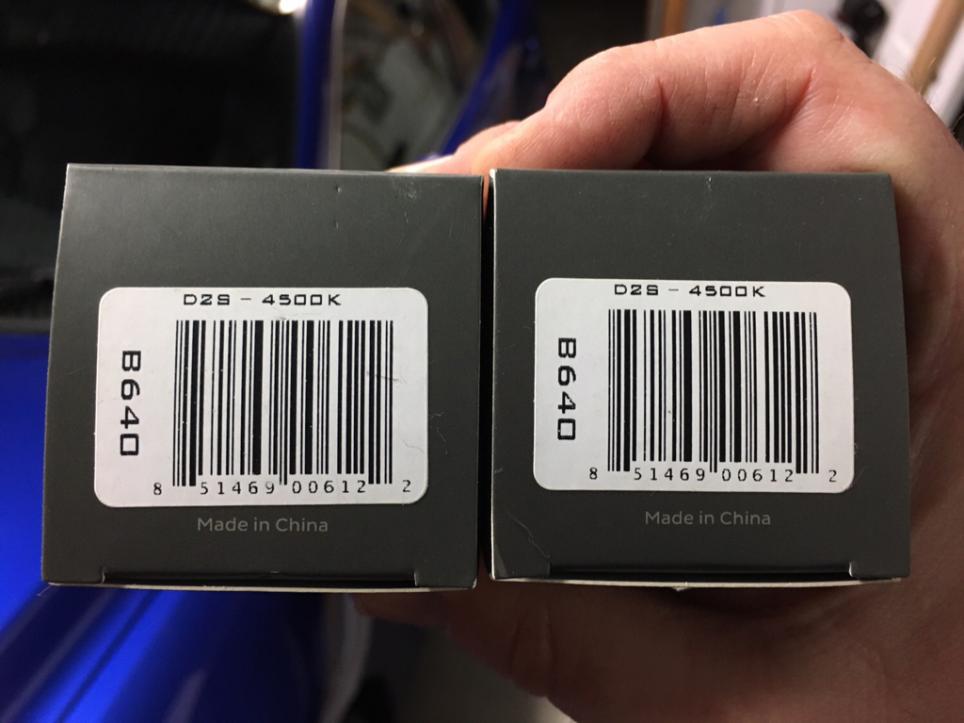 D2S - 4500K
B640
8 51469 00612 2
Made in China
D2S - 4500K
B640
8 51469 00612 2
Made in China